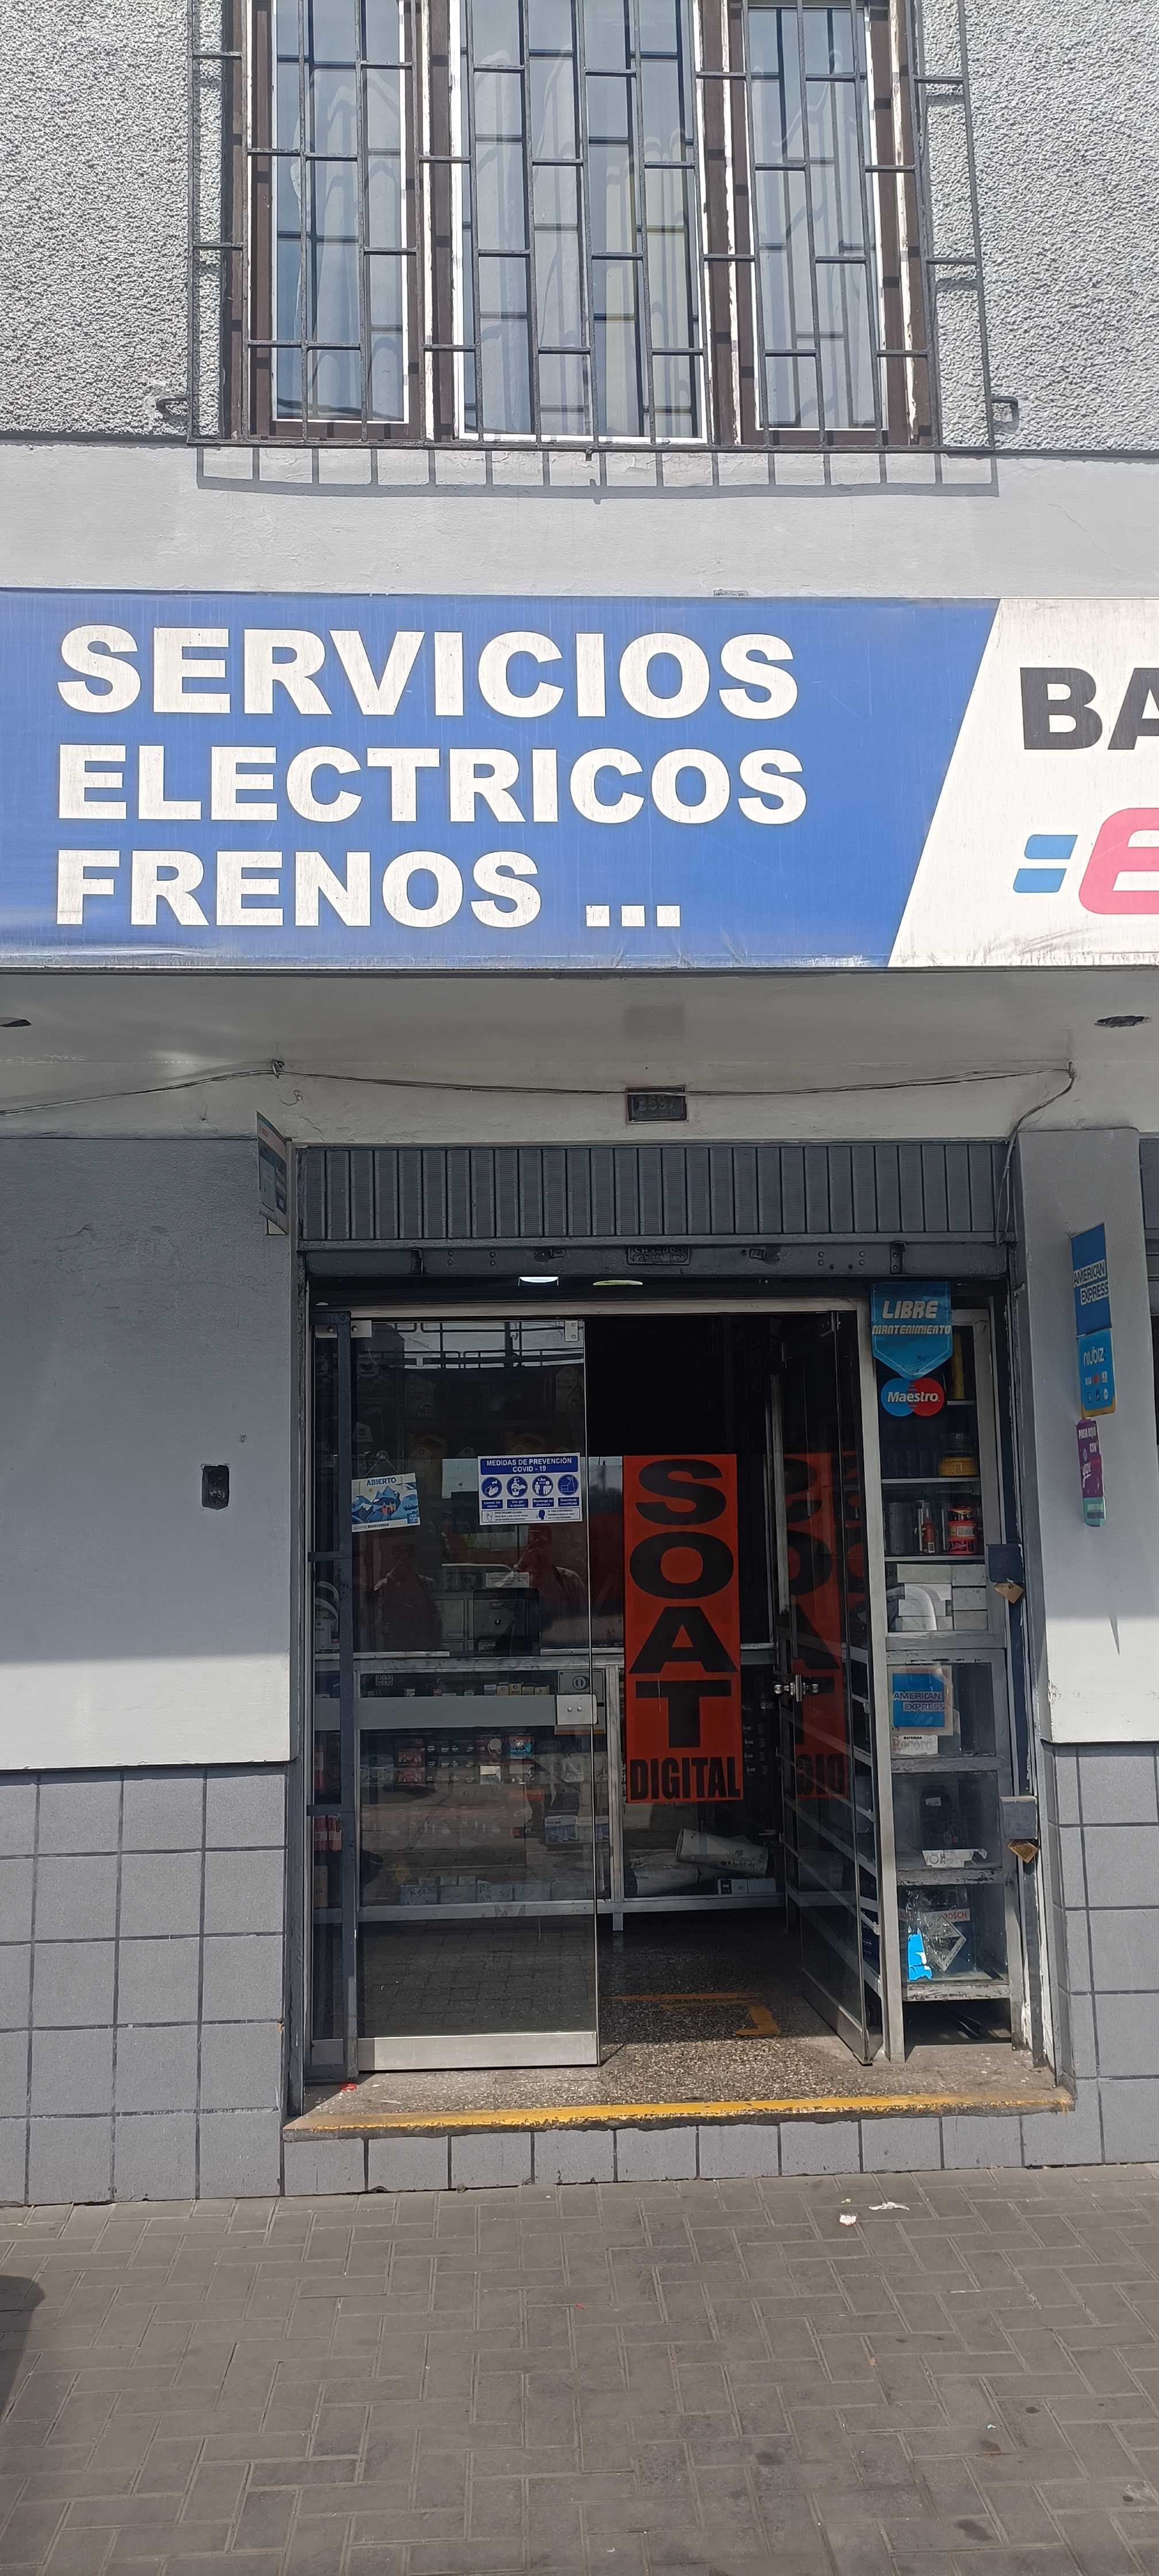 SERVICIOS
ELECTRICOS
FRENOS ...
BA
LIBRE
MANTENIMIENTO
Maestro
AMERICAN
EXPRESS
niubiz
ABIERTO
MEDIDAS DE PREVENCIÓN
COVID - 19
SOAT
DIGITAL
AMERICAN
EXPRESS
Record
BOSCH